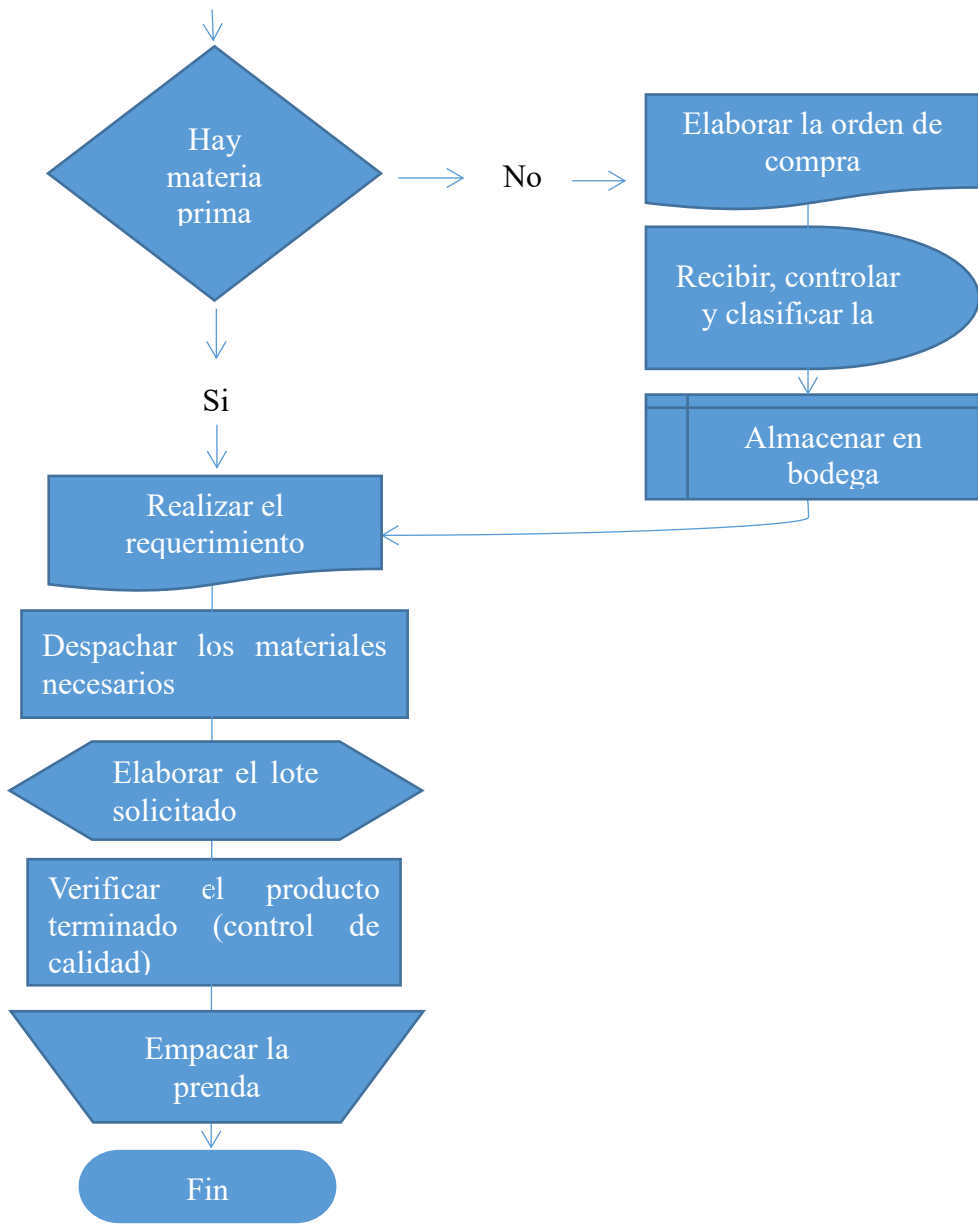 Hay
materia
prima
No
Elaborar la orden de
compra
Recibir, controlar
y clasificar la
Almacenar en
bodega
Si
Realizar el
requerimiento
Despachar los materiales
necesarios
Elaborar el lote
solicitado
Verificar el producto
terminado (control de
calidad)
Empacar la
prenda
Fin